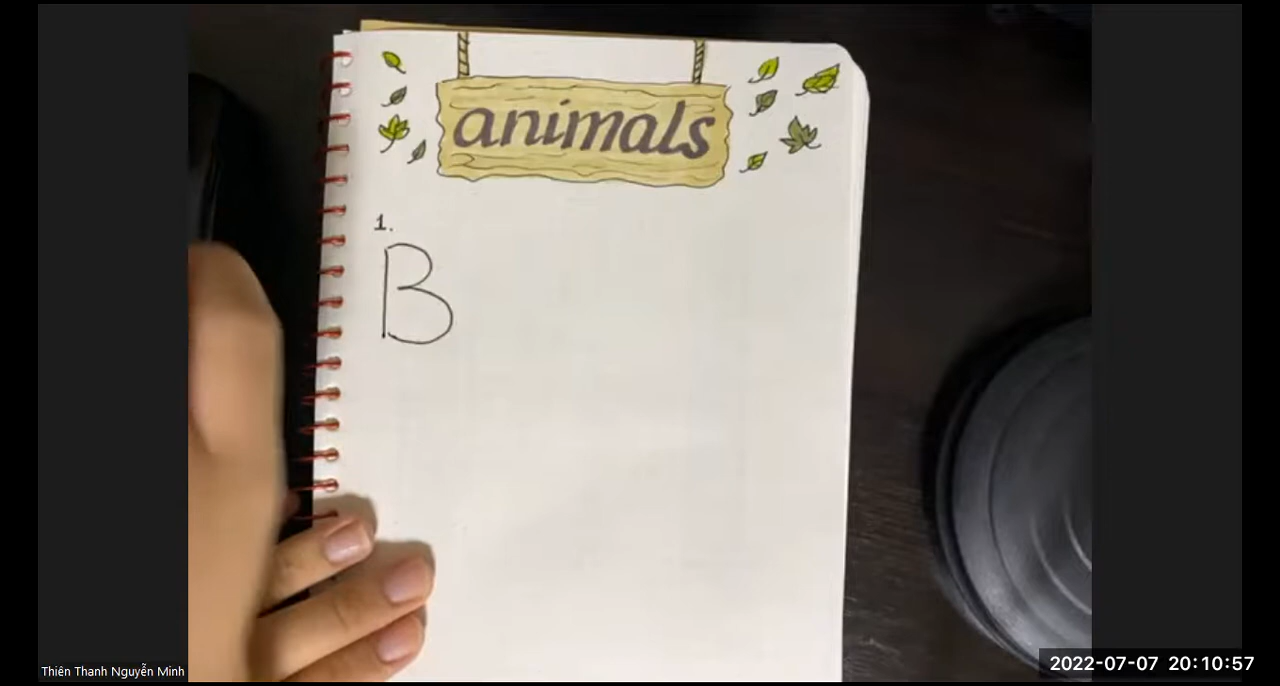 animals
1.
B
Thiên Thanh Nguyễn Minh
2022-07-07 20:10:57